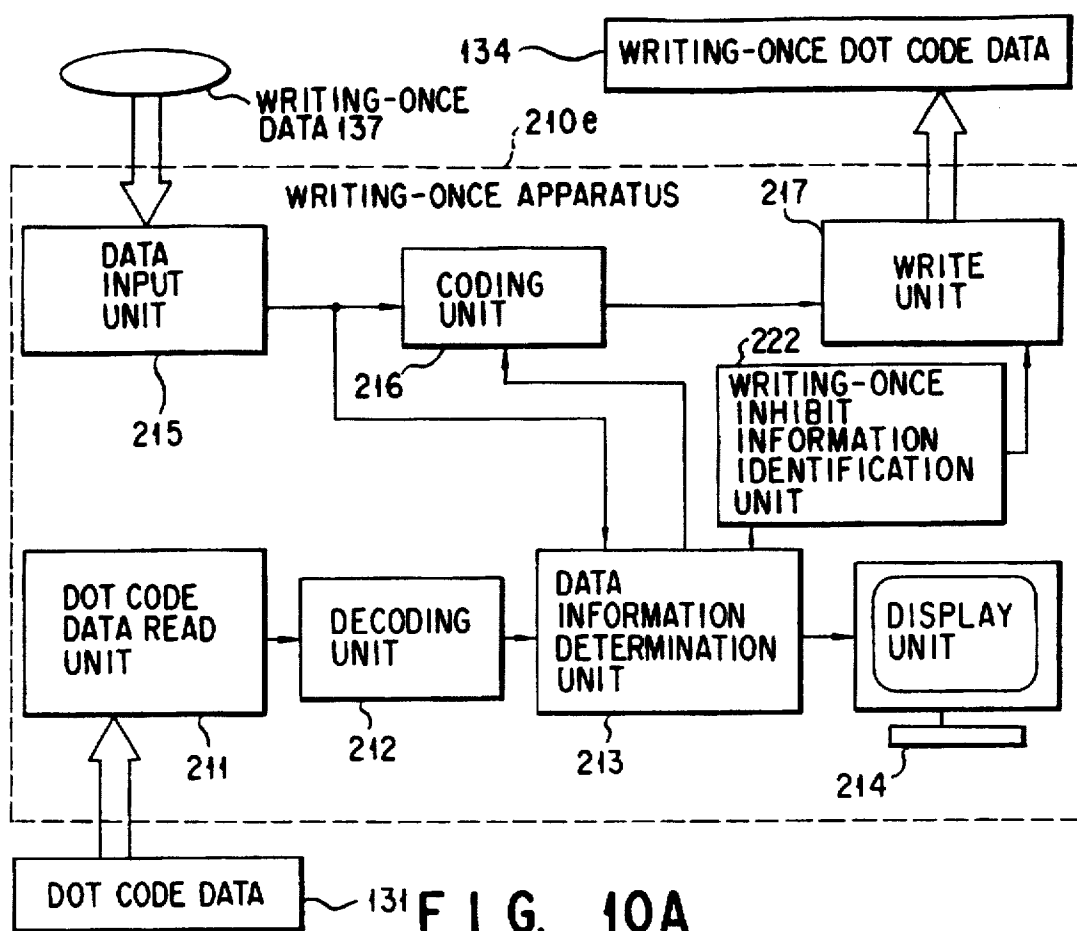 134
WRITING-ONCE DOT CODE DATA
WRITING-ONCE
DATA 137
210e
WRITING-ONCE APPARATUS
217
DATA
INPUT
UNIT
215
CODING
UNIT
216
WRITE
UNIT
222
WRITING-ONCE
INHIBIT
INFORMATION
IDENTIFICATION
UNIT
DOT CODE
DATA READ
UNIT
211
DECODING
UNIT
212
DATA
INFORMATION
DETERMINATION
UNIT
213
DISPLAY
UNIT
214
DOT CODE DATA
131
FIG. 10A